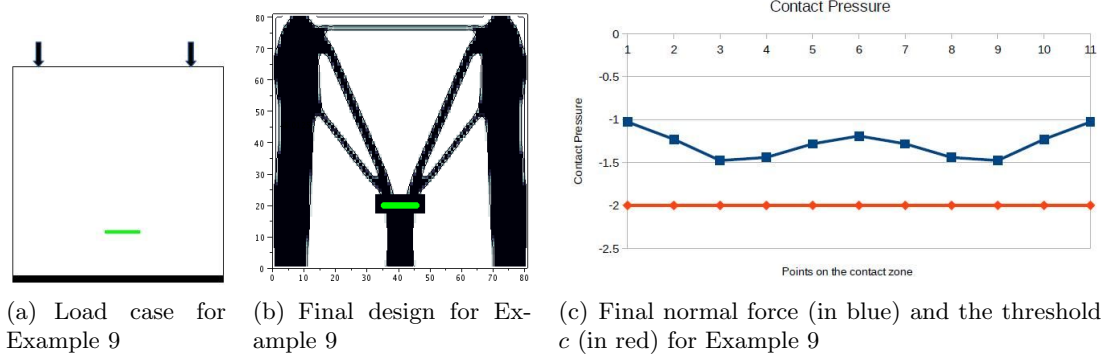 Contact Pressure
0
1 2 3 4 5 6 7 8 9 10 11
-0.5
-1
-1.5
-2
-2.5
Contact Pressure
Points on the contact zone
80
70
60
50
40
30
20
10
0
0 10 20 30 40 50 60 70 80
(a) Load case for
Example 9
(b) Final design for Ex-
ample 9
(c) Final normal force (in blue) and the threshold
c (in red) for Example 9